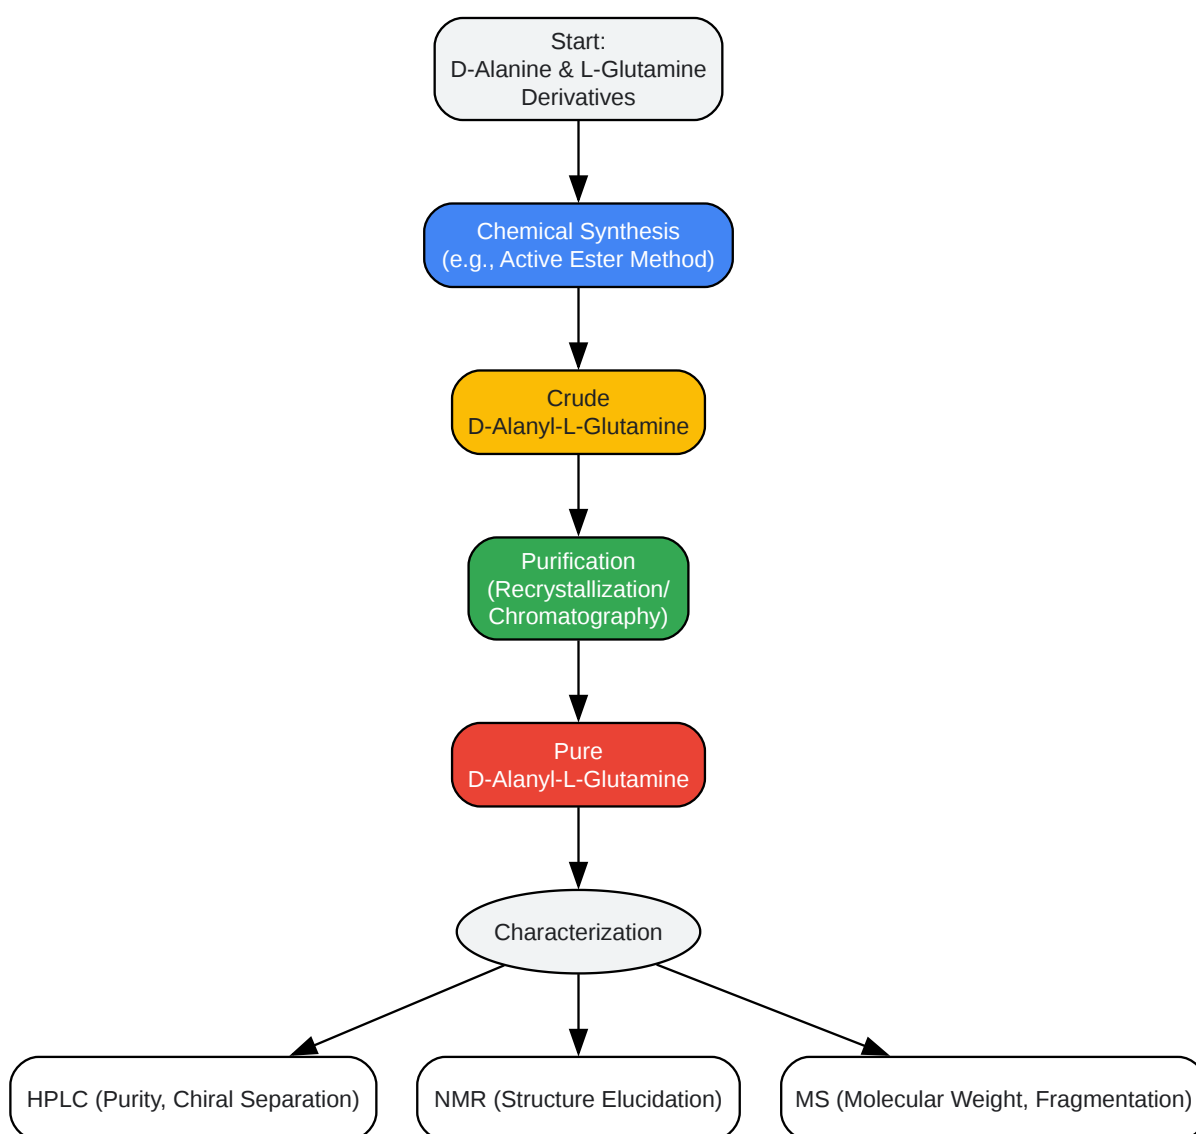 Start:
D-Alanine & L-Glutamine
Derivatives
Chemical Synthesis
(e.g., Active Ester Method)
Crude
D-Alanyl-L-Glutamine
Purification
(Recrystallization/
Chromatography)
Pure
D-Alanyl-L-Glutamine
Characterization
HPLC (Purity, Chiral Separation)
NMR (Structure Elucidation)
MS (Molecular Weight, Fragmentation)